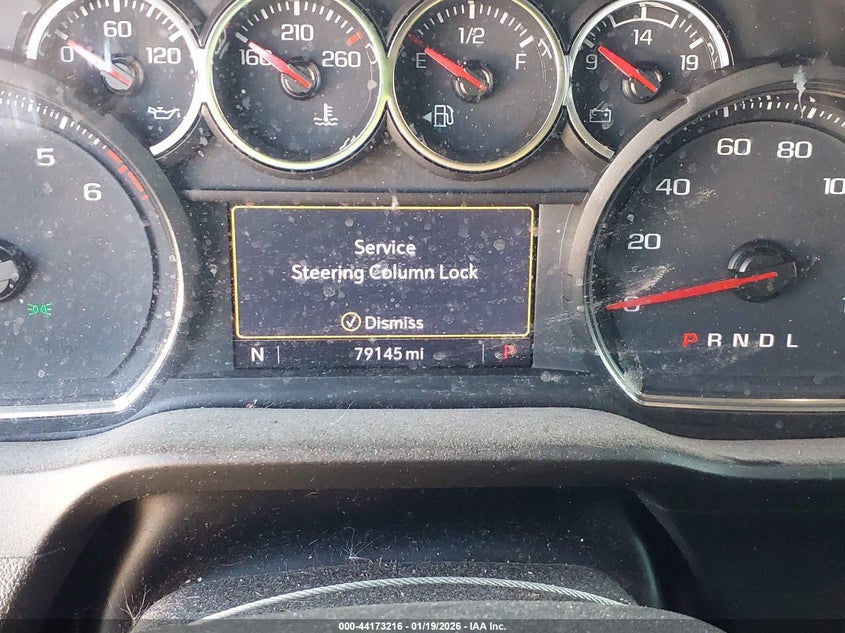 0 60 120
160 210 260
E 1/2 F
9 14 19
5
6
20 40 60 80
Service
Steering Column Lock
Dismiss
N 79145 mi P
P R N D L
000-44173216 - 01/19/2026 - IAA Inc.